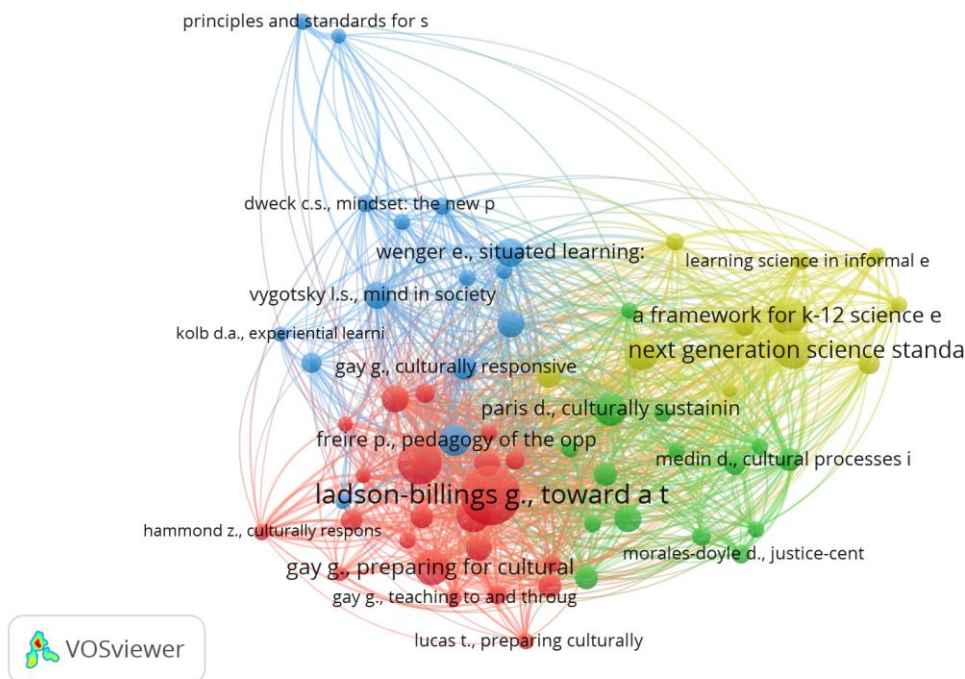 principles and standards for s
dweck c.s., mindset: the new p
wenger e., situated learning:
learning science in informal e
vygotsky l.s., mind in society
a framework for k-12 science e
kolb d.a., experiential learni
next generation science standa
gay g., culturally responsive
paris d., culturally sustainin
freire p., pedagogy of the opp
medin d., cultural processes i
ladson-billings g., toward a t
hammond z., culturally respons
morales-doyle d., justice-cent
gay g., preparing for cultural
gay g., teaching to and throug
lucas t., preparing culturally
VOSviewer